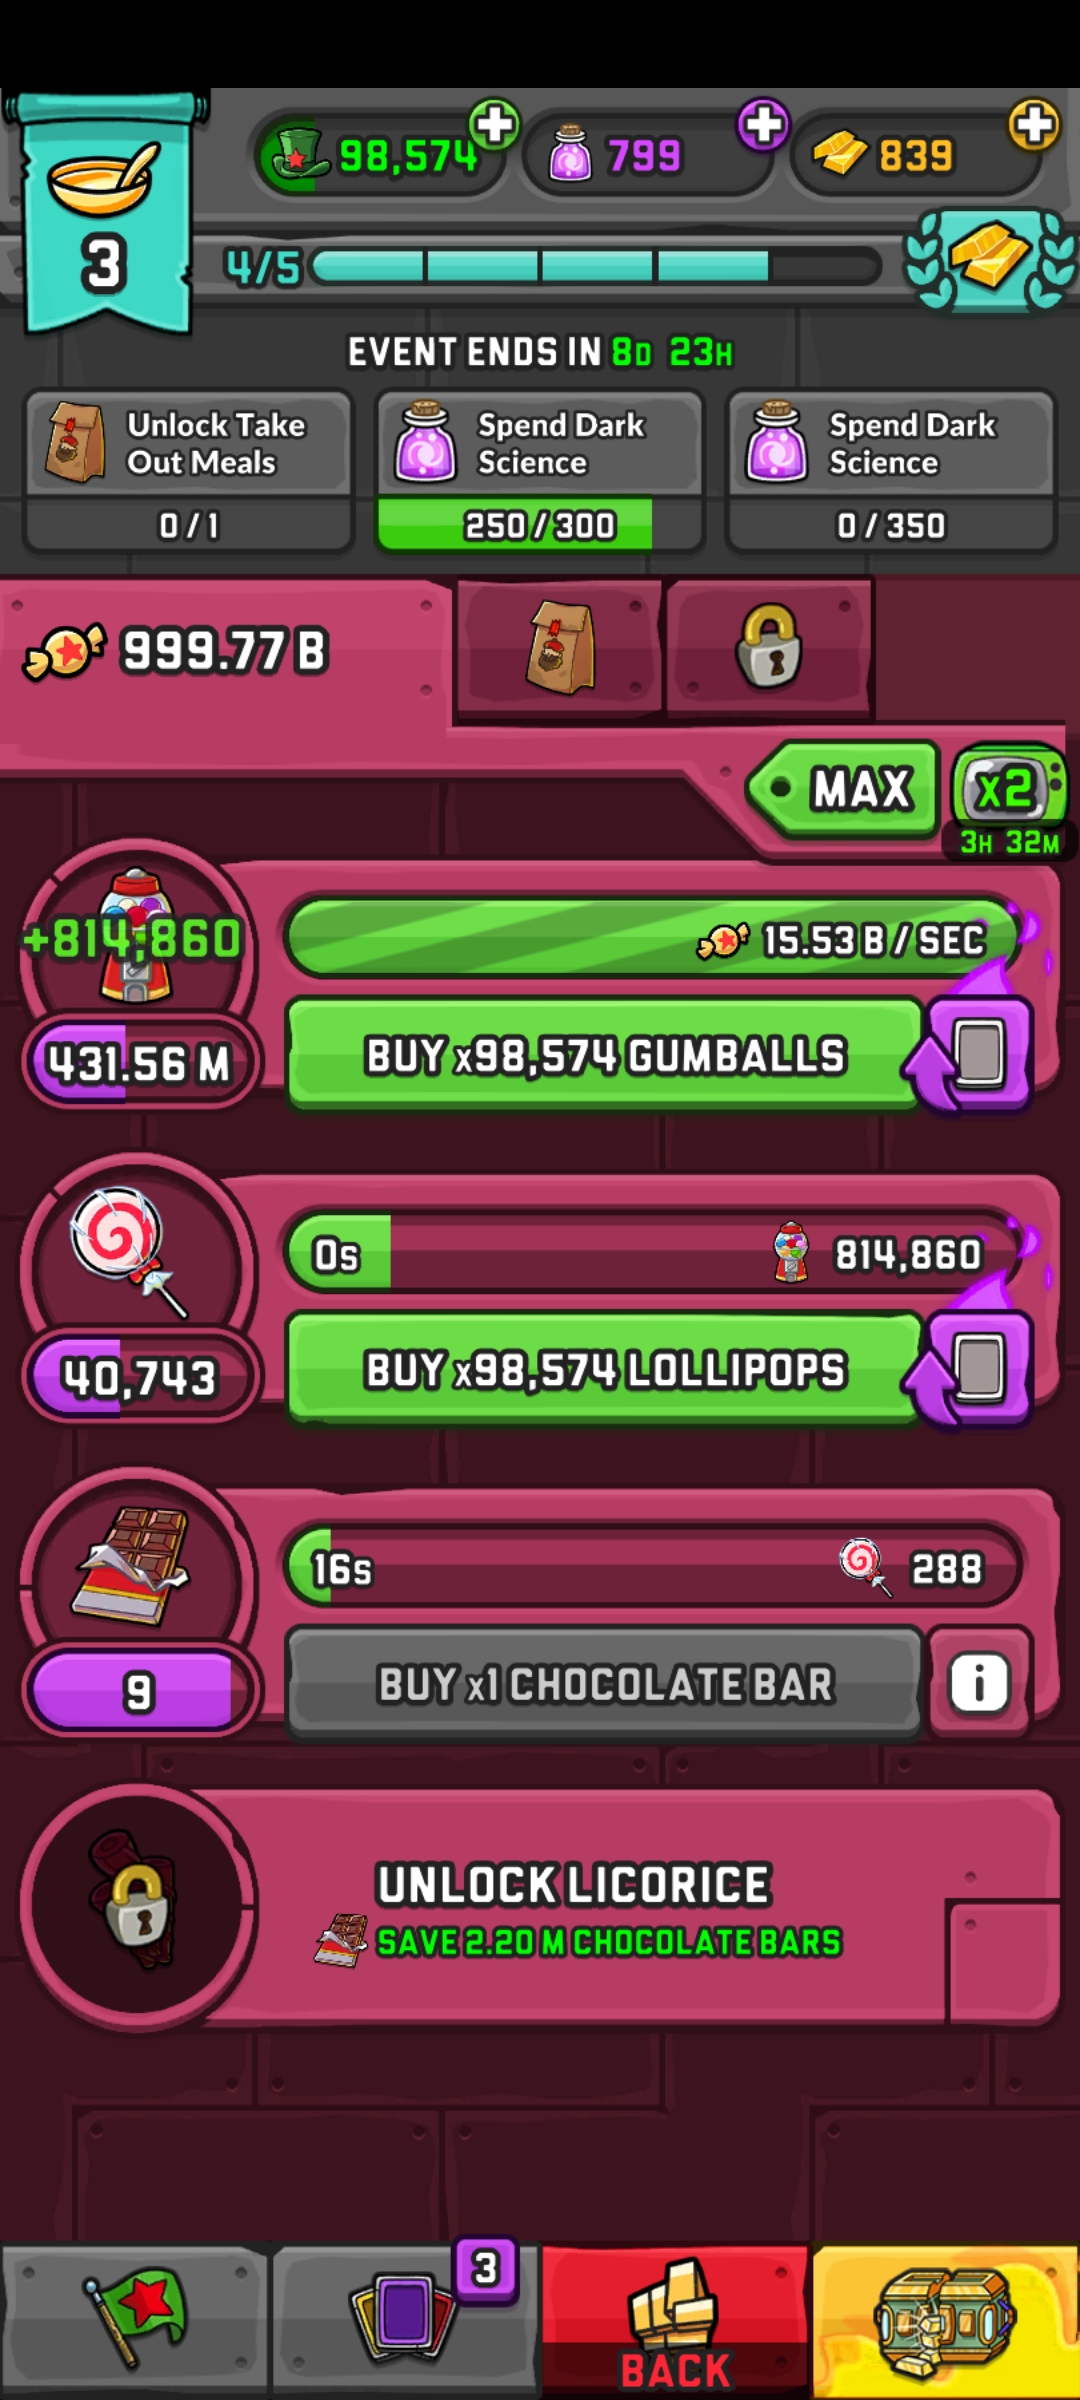 98,574
799
839
3
4/5
EVENT ENDS IN 8D 23H
Unlock Take
Out Meals
0/1
Spend Dark
Science
250/300
Spend Dark
Science
0/350
999.77 B
MAX
x2
3H 32M
+814,860
15.53 B / SEC
431.56 M
BUY x98,574 GUMBALLS
0s
814,860
40,743
BUY x98,574 LOLLIPOPS
16s
288
9
BUY x1 CHOCOLATE BAR
i
UNLOCK LICORICE
SAVE 2.20 M CHOCOLATE BARS
3
BACK